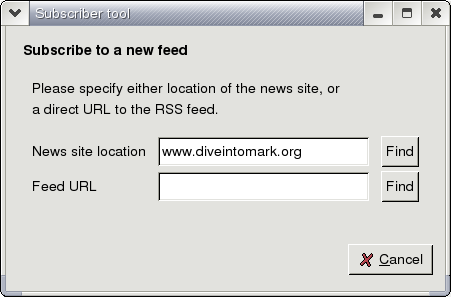 Subscriber tool
Subscribe to a new feed
Please specify either location of the news site, or
a direct URL to the RSS feed.
News site location www.diveintomark.org Find
Feed URL Find
Cancel